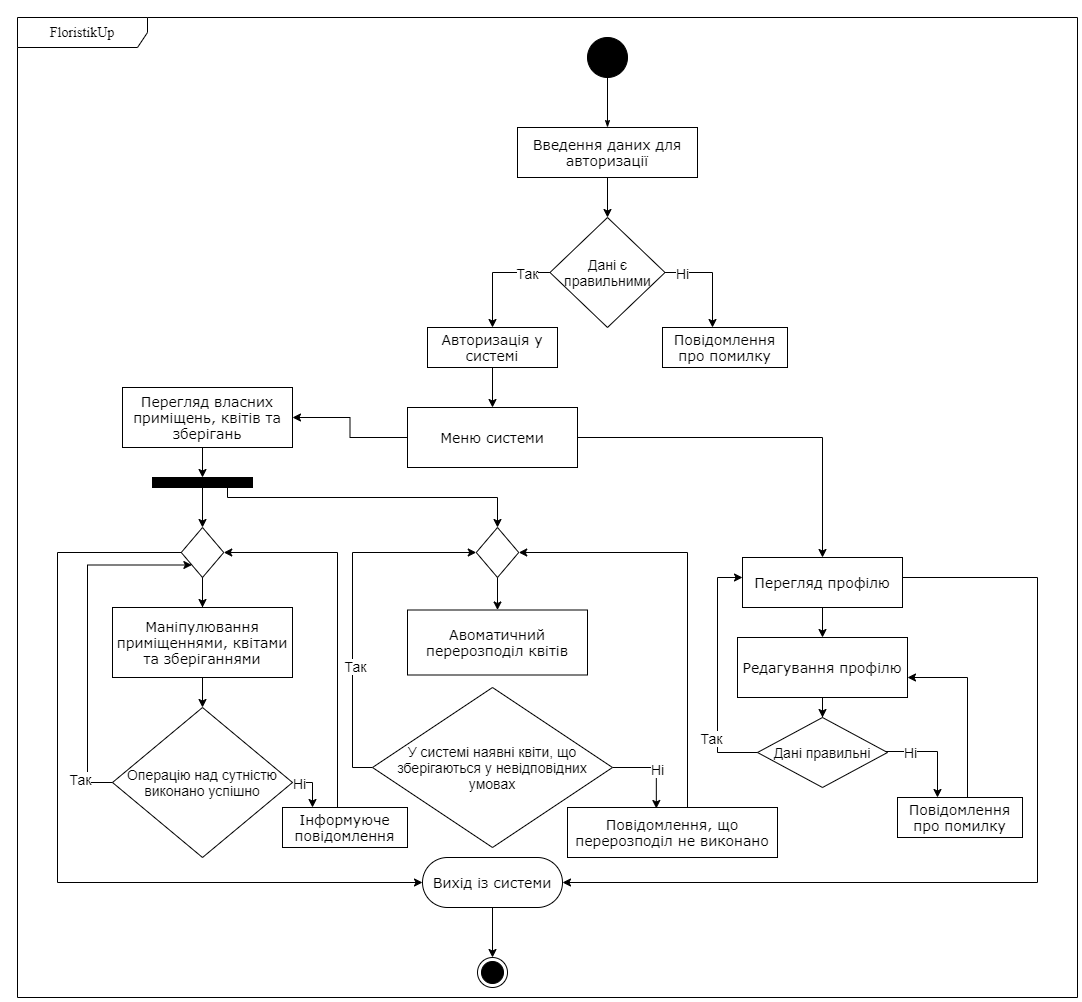 FloristikUp
Введення даних для
авторизації
Дані є
правильними
Так
Ні
Авторизація у
системі
Повідомлення
про помилку
Перегляд власних
приміщень, квітів та
зберігань
Меню системи
Перегляд профілю
Маніпулювання
приміщеннями, квітами
та зберіганнями
Авоматичний
перерозподіл квітів
Редагування профілю
Так
Так
Дані правильні
Ні
У системі наявні квіти, що
зберігаються у невідповідних
умовах
Ні
Операцію над сутністю
виконано успішно
Так
Ні
Інформуюче
повідомлення
Повідомлення, що
перерозподіл не виконано
Повідомлення
про помилку
Вихід із системи